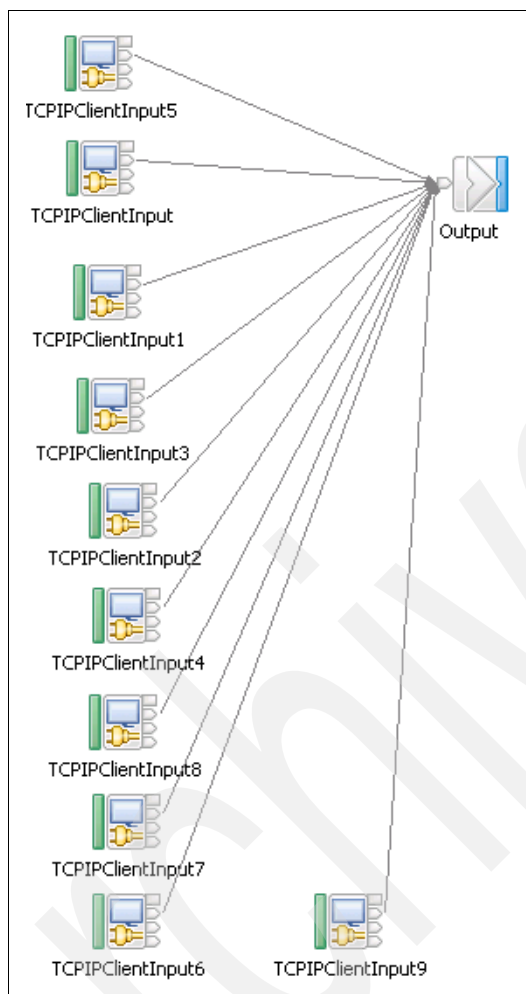 TCPIPClientInput5
TCPIPClientInput
Output
TCPIPClientInput1
TCPIPClientInput3
TCPIPClientInput2
TCPIPClientInput4
TCPIPClientInput8
TCPIPClientInput7
TCPIPClientInput6
TCPIPClientInput9